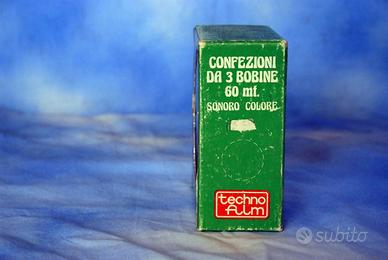 CONFEZIONI
DA 3 BOBINE
60 mt.
SONORO COLORE
techno
film
subito